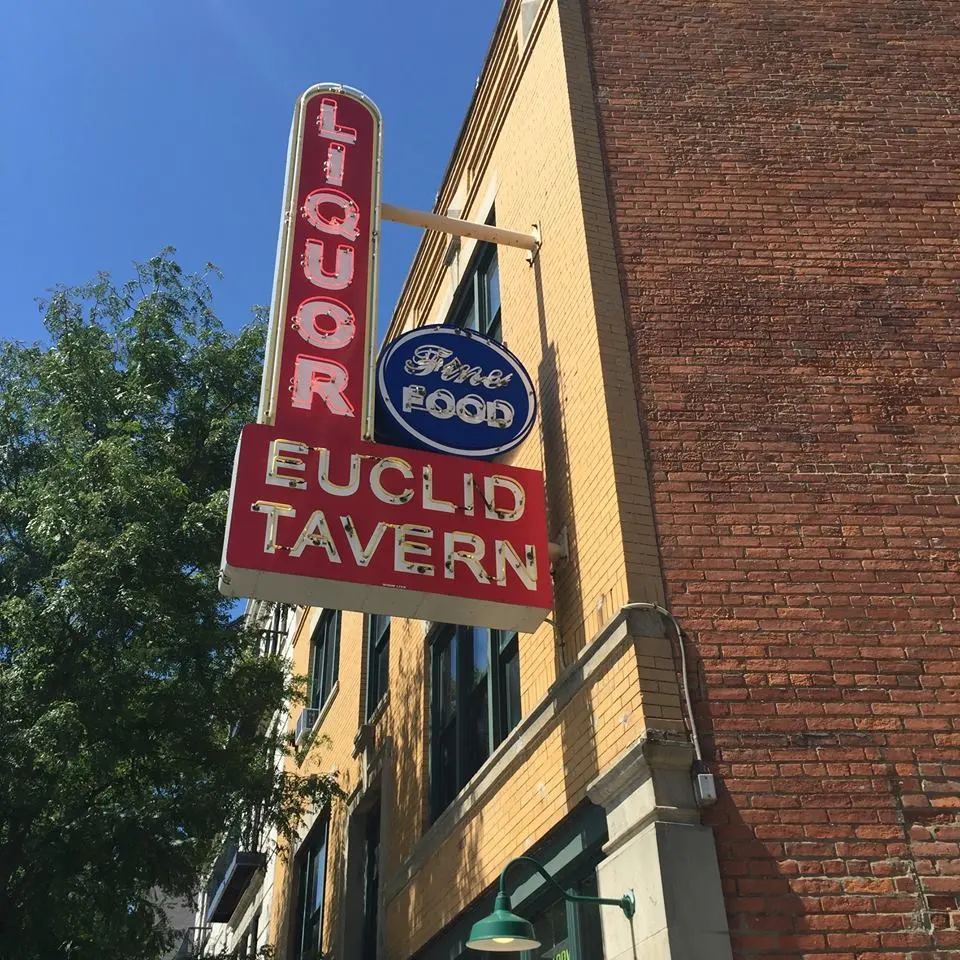 LIQUOR
Fine
FOOD
EUCLID
TAVERN